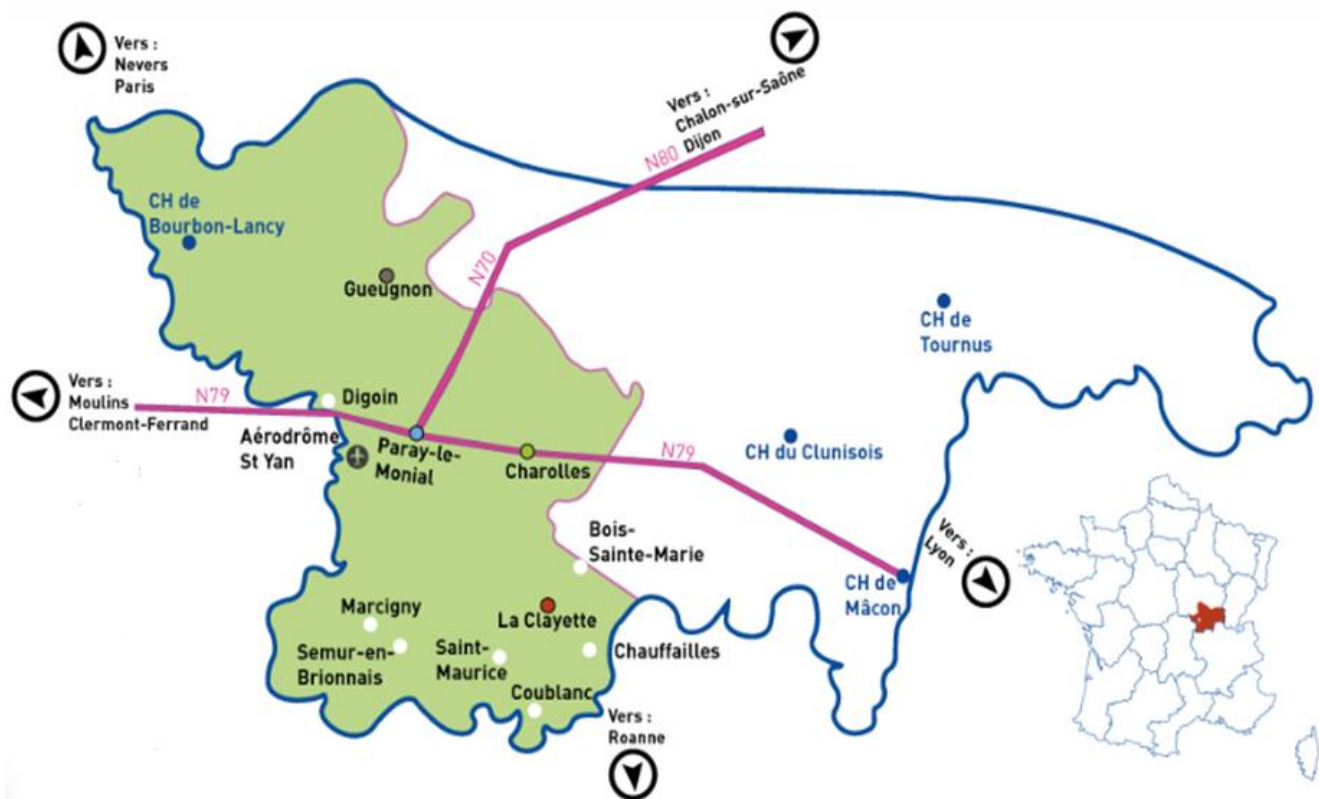 Vers :
Nevers
Paris
Vers :
Chalon-sur-Saône
Dijon
N80
CH de
Bourbon-Lancy
N70
Gueugnon
CH de
Tournus
Vers :
Moulins
Clermont-Ferrand
N79
Digoin
Aérodrôme
St Yan
Paray-le-
Monial
Charolles
N79
CH du Clunisois
Bois-
Sainte-Marie
Vers :
Lyon
CH de
Mâcon
Marcigny
La Clayette
Semur-en-
Brionnais
Saint-
Maurice
Chauffailles
Coublanc
Vers :
Roanne